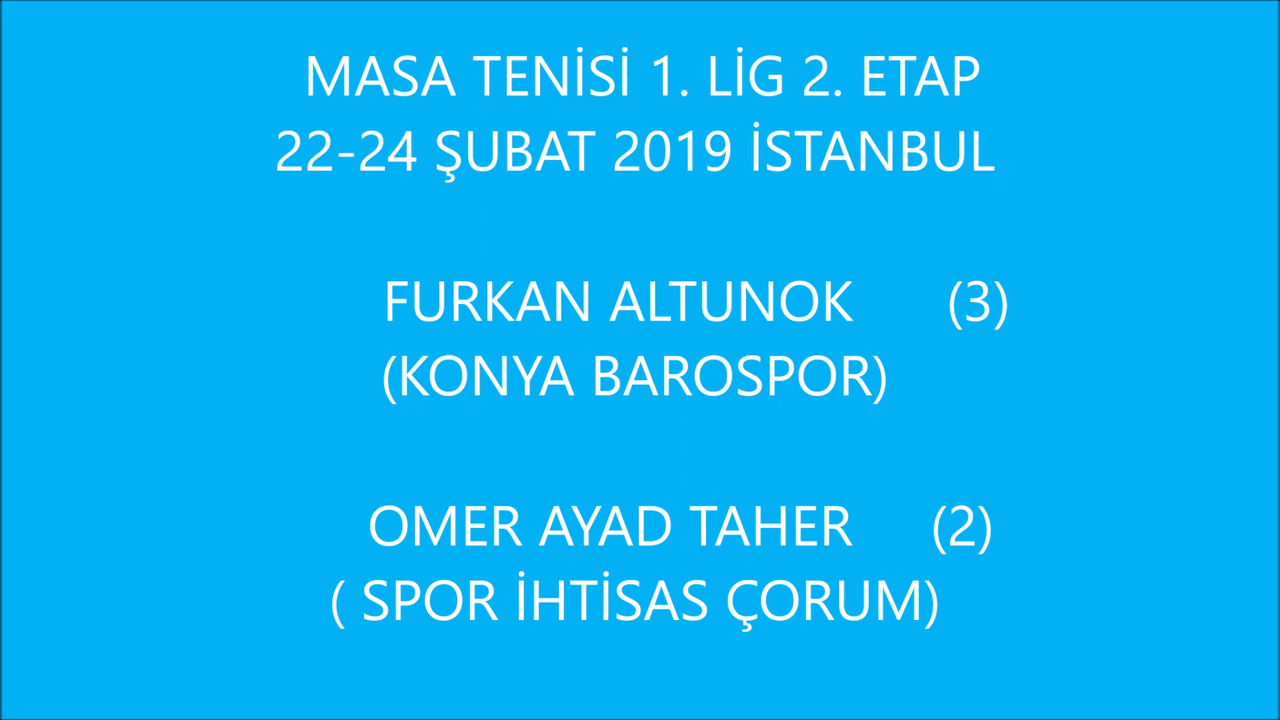 MASA TENİSİ 1. LİG 2. ETAP
22-24 ŞUBAT 2019 İSTANBUL
FURKAN ALTUNOK (3)
(KONYA BAROSPOR)
OMER AYAD TAHER (2)
( SPOR İHTİSAS ÇORUM)